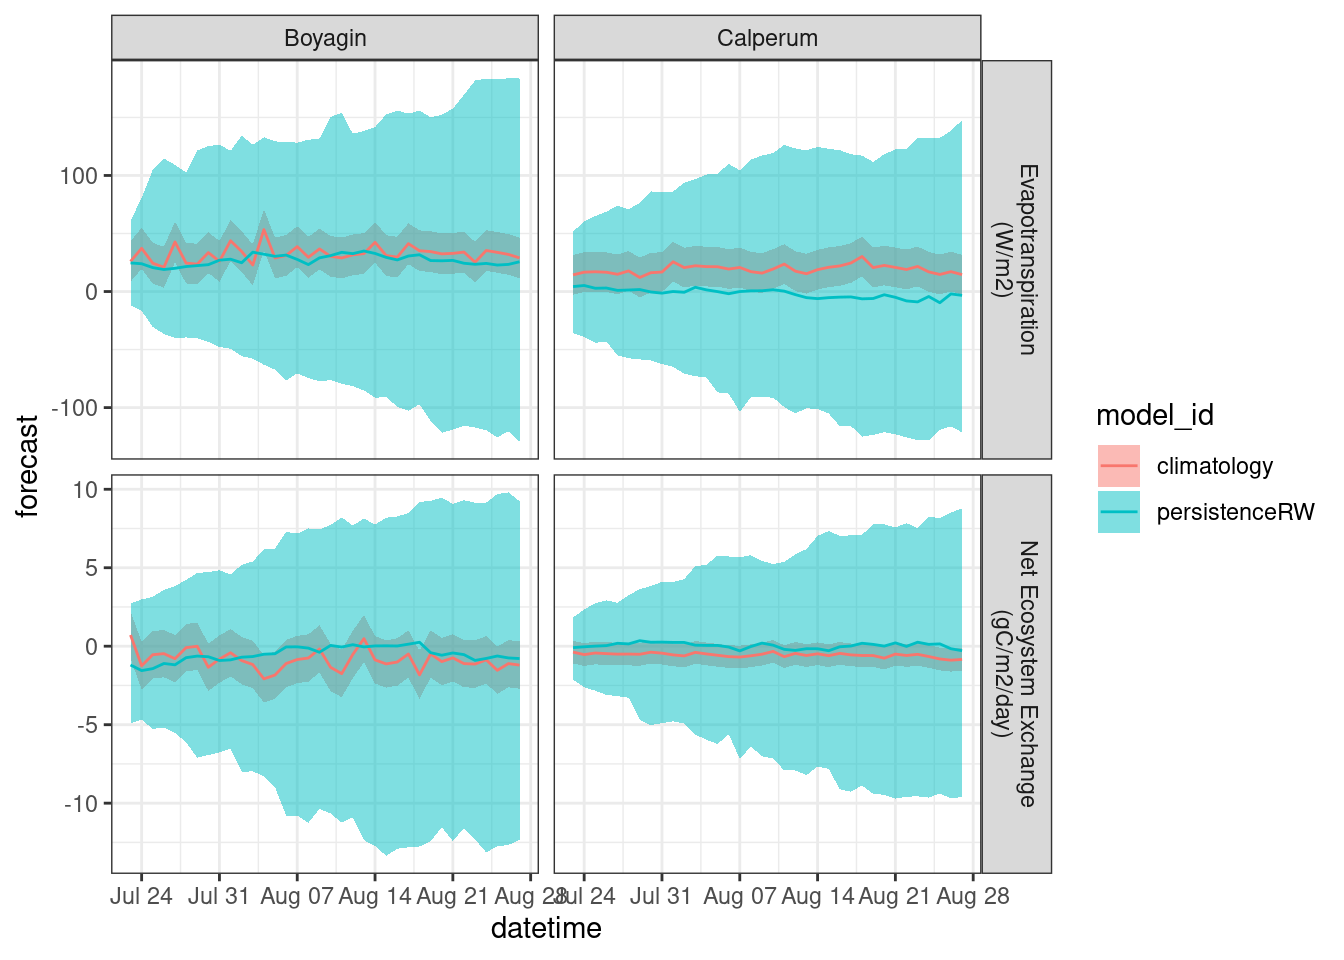 Boyagin
Calperum
100
0
-100
Evapotranspiration
(W/m2)
10
5
0
-5
-10
Net Ecosystem Exchange
(gC/m2/day)
Jul 24 Jul 31 Aug 07 Aug 14 Aug 21 Aug 28
Jul 24 Jul 31 Aug 07 Aug 14 Aug 21 Aug 28
datetime
forecast
model_id
climatology
persistenceRW